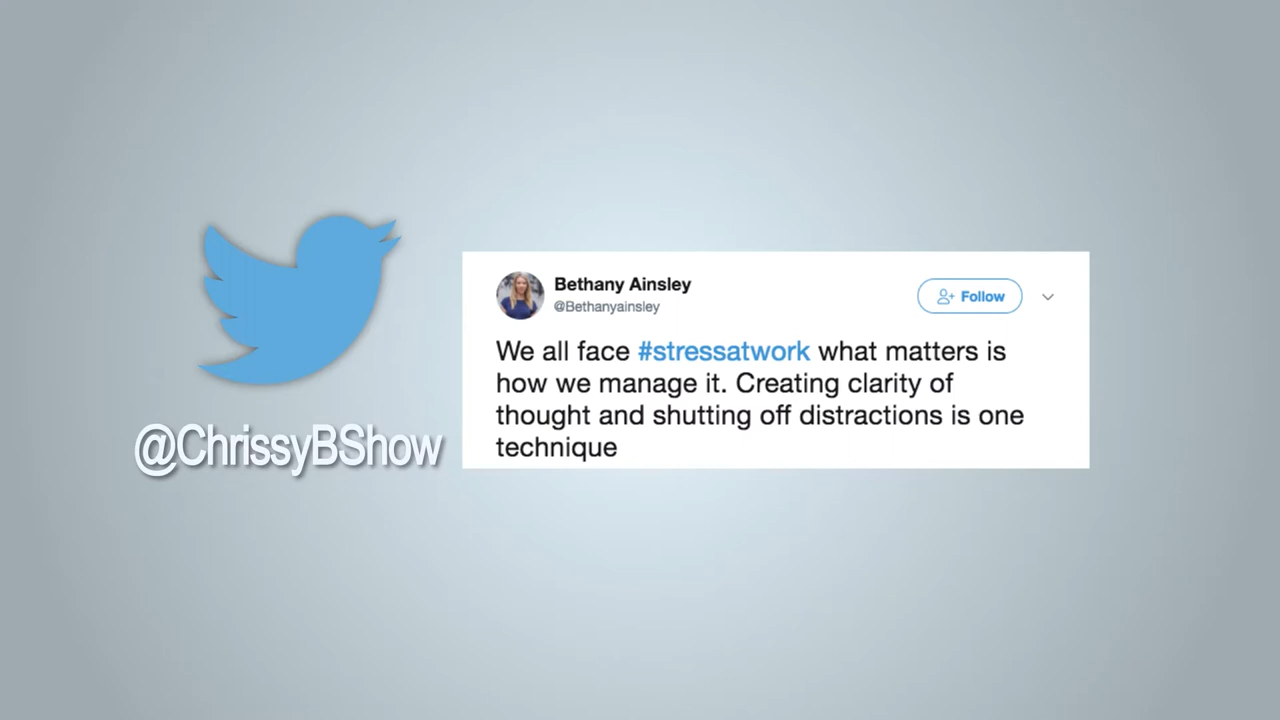 @ChrissyBShow
Bethany Ainsley
@Bethanyainsley
Follow
We all face #stressatwork what matters is
how we manage it. Creating clarity of
thought and shutting off distractions is one
technique